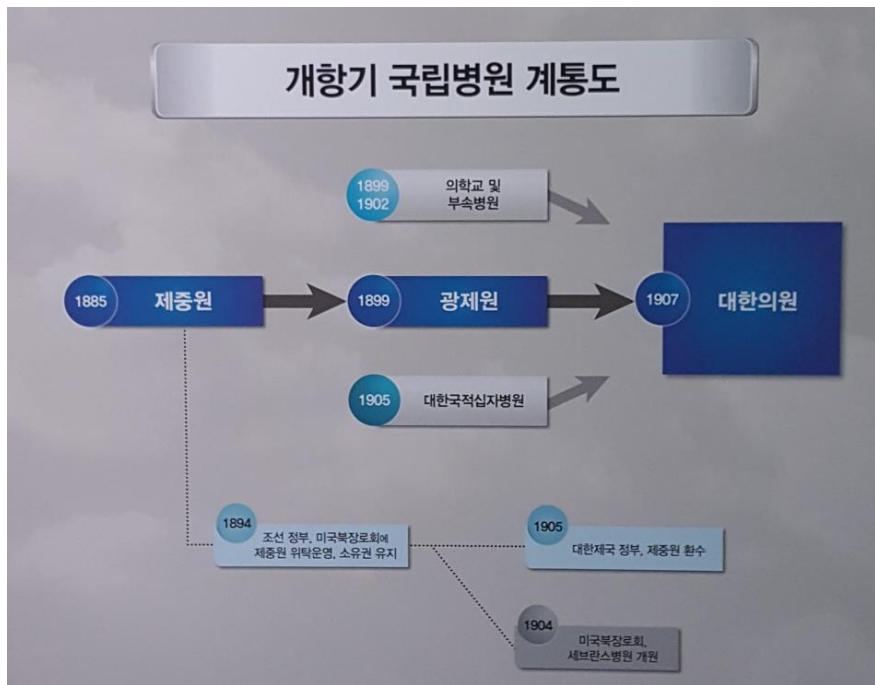 개항기 국립병원 계통도
1899
1902
의학교 및
부속병원
1885
제중원
1899
광제원
1907
대한의원
1905
대한국적십자병원
1894
조선 정부, 미국북장로회에
제중원 위탁운영, 소유권 유지
1905
대한제국 정부, 제중원 환수
1904
미국북장로회,
세브란스병원 개원